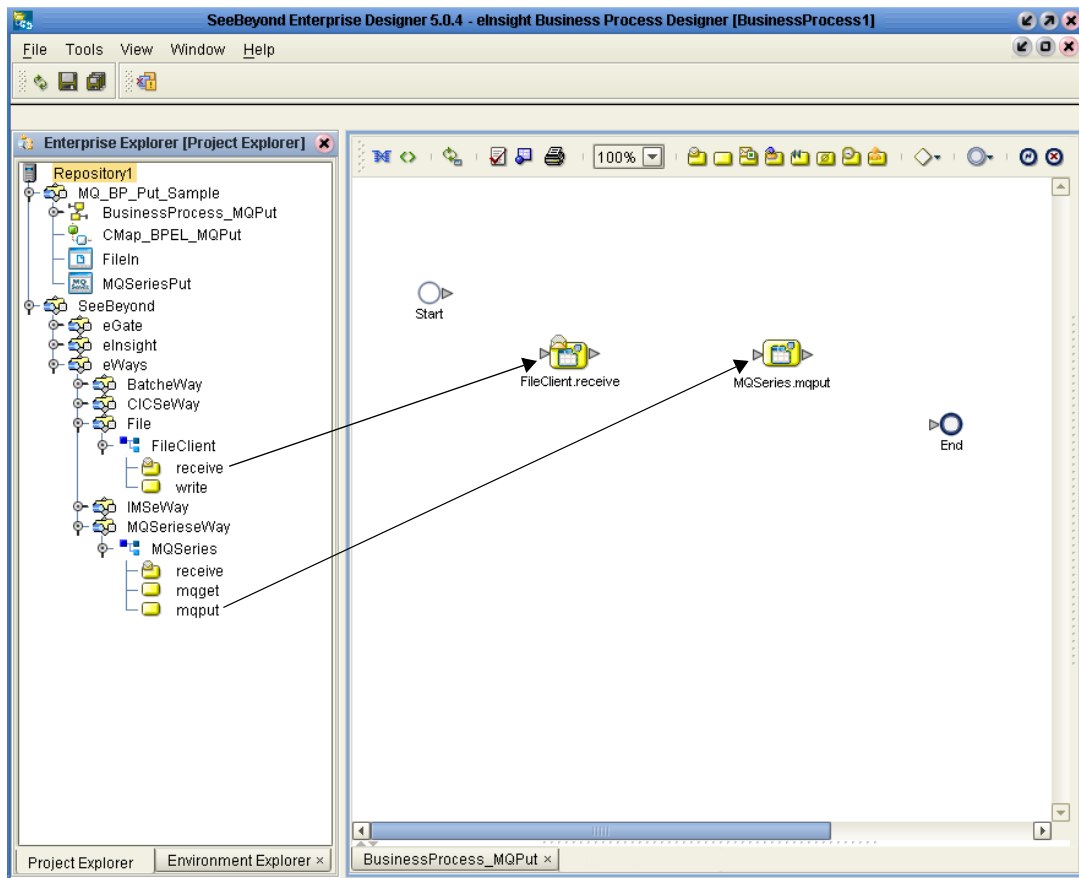 SeeBeyond Enterprise Designer 5.0.4 - eInsight Business Process Designer [BusinessProcess1]
File Tools View Window Help
Enterprise Explorer [Project Explorer]
100%
Repository1
MQ_BP_Put_Sample
BusinessProcess_MQPut
CMap_BPEL_MQPut
FileIn
MQSeriesPut
SeeBeyond
eGate
eInsight
eWays
BatcheWay
CICSeWay
File
FileClient
receive
write
IMSeWay
MQSerieseWay
MQSeries
receive
mqget
mqput
Start
FileClient.receive
MQSeries.mqput
End
Project Explorer
Environment Explorer ×
BusinessProcess_MQPut ×